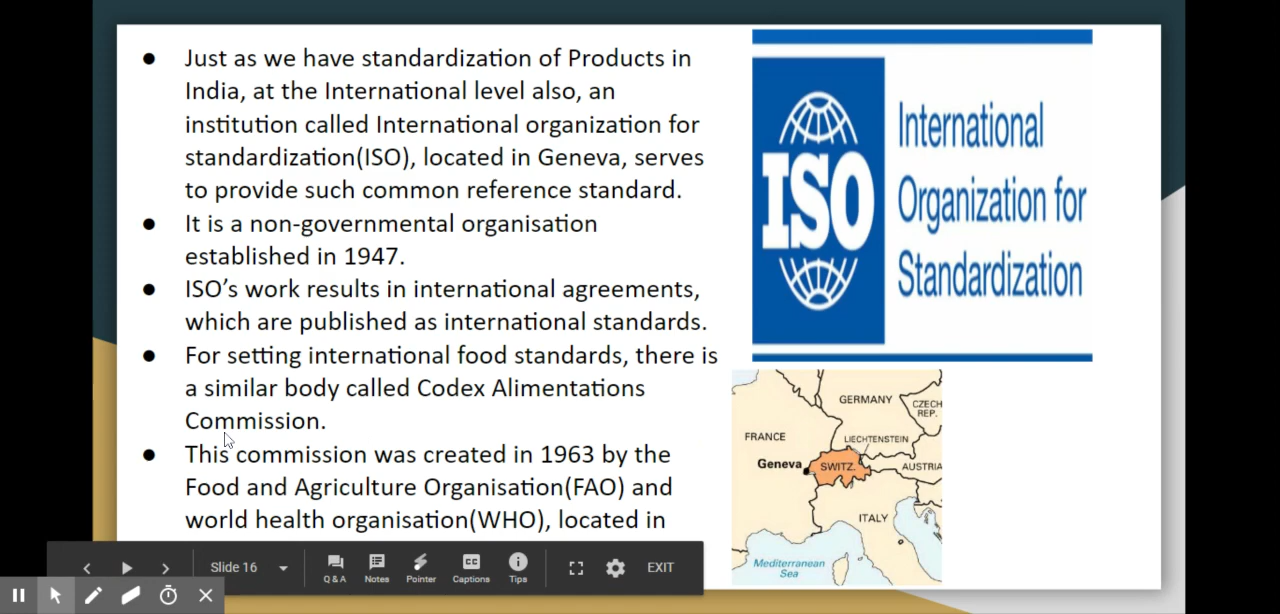 ● Just as we have standardization of Products in
India, at the International level also, an
institution called International organization for
standardization(ISO), located in Geneva, serves
to provide such common reference standard.
● It is a non-governmental organisation
established in 1947.
● ISO’s work results in international agreements,
which are published as international standards.
● For setting international food standards, there is
a similar body called Codex Alimentations
Commission.
● This commission was created in 1963 by the
Food and Agriculture Organisation(FAO) and
world health organisation(WHO), located in
ISO
International
Organization for
Standardization
GERMANY
CZECH
REP.
FRANCE
LIECHTENSTEIN
Geneva
SWITZ.
AUSTRIA
ITALY
Mediterranean
Sea
Slide 16
Q & A
Notes
Pointer
Captions
Tips
CC
EXIT